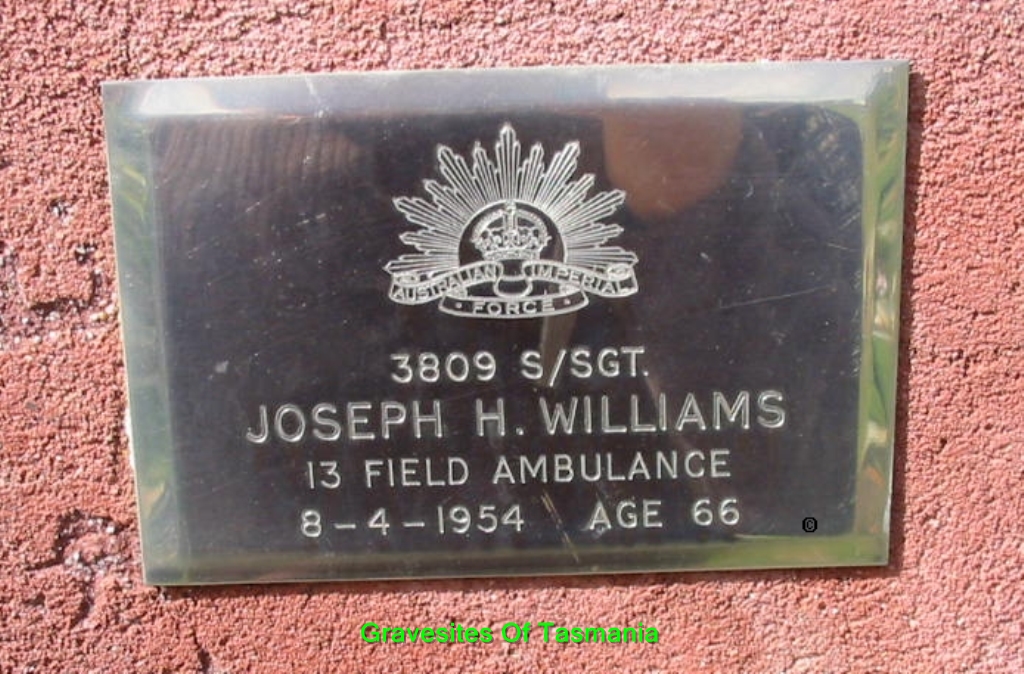 AUSTRALIAN IMPERIAL
FORCE
3809 S/SGT.
JOSEPH H. WILLIAMS
13 FIELD AMBULANCE
8-4-1954 AGE 66
©
Gravesites Of Tasmania